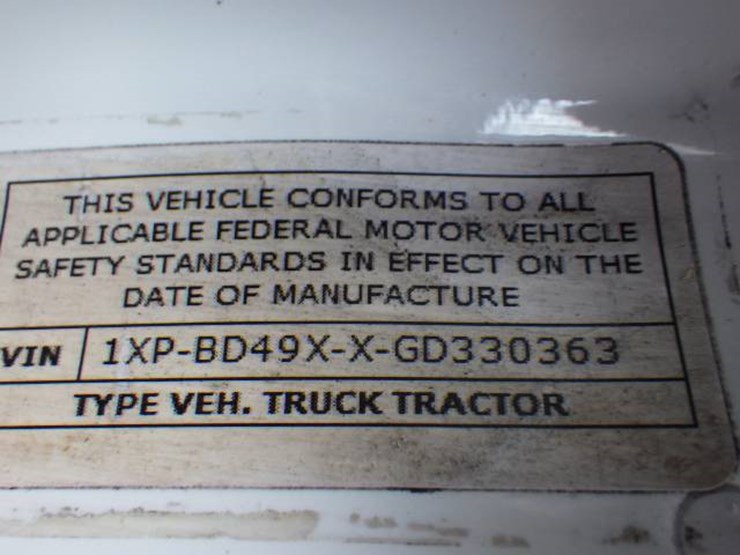 THIS VEHICLE CONFORMS TO ALL
APPLICABLE FEDERAL MOTOR VEHICLE
SAFETY STANDARDS IN EFFECT ON THE
DATE OF MANUFACTURE
VIN 1XP-BD49X-X-GD330363
TYPE VEH. TRUCK TRACTOR